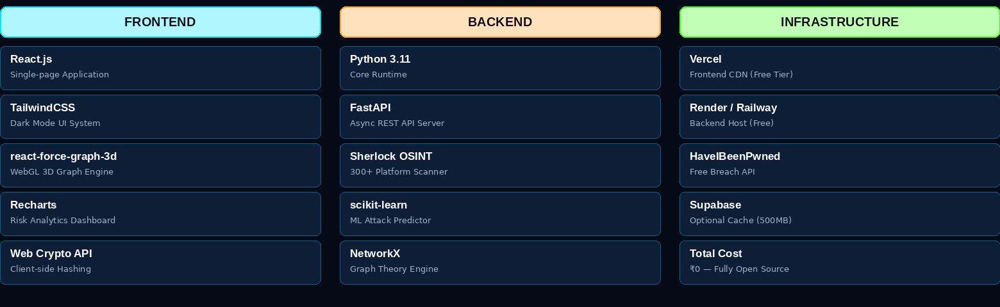 FRONTEND
React.js
Single-page Application
TailwindCSS
Dark Mode UI System
react-force-graph-3d
WebGL 3D Graph Engine
Recharts
Risk Analytics Dashboard
Web Crypto API
Client-side Hashing
BACKEND
Python 3.11
Core Runtime
FastAPI
Async REST API Server
Sherlock OSINT
300+ Platform Scanner
scikit-learn
ML Attack Predictor
NetworkX
Graph Theory Engine
INFRASTRUCTURE
Vercel
Frontend CDN (Free Tier)
Render / Railway
Backend Host (Free)
HaveIBeenPwned
Free Breach API
Supabase
Optional Cache (500MB)
Total Cost
₹0 — Fully Open Source